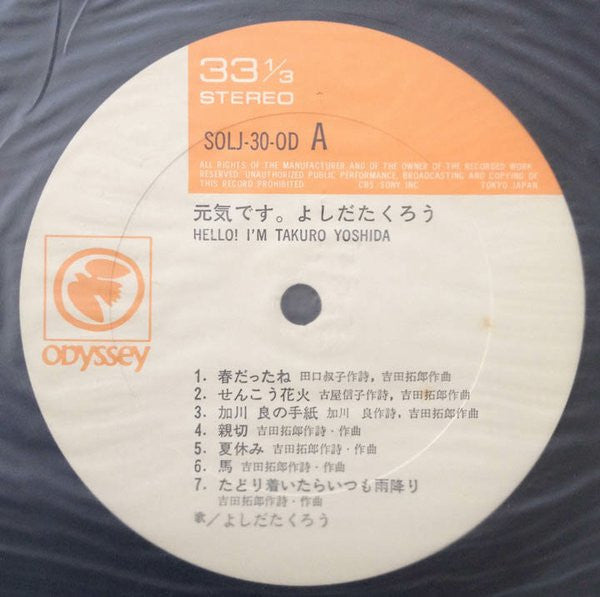 33 1/3
STEREO
SOLJ-30-OD A
ALL RIGHTS OF THE MANUFACTURER AND OF THE OWNER OF THE RECORDED WORK
RESERVED. UNAUTHORIZED PUBLIC PERFORMANCE, BROADCASTING AND COPYING OF
THIS RECORD PROHIBITED. CBS SONY INC. TOKYO JAPAN.
元気です。よしだたくろう
HELLO! I'M TAKURO YOSHIDA
ODYSSEY
1. 春だったね 田口叔子作詩，吉田拓郎作曲
2. せんこう花火 古屋信子作詩，吉田拓郎作曲
3. 加川 良の手紙 加川 良作詩，吉田拓郎作曲
4. 親切 吉田拓郎作詩・作曲
5. 夏休み 吉田拓郎作詩・作曲
6. 馬 吉田拓郎作詩・作曲
7. たどり着いたらいつも雨降り
吉田拓郎作詩・作曲
歌／よしだたくろう